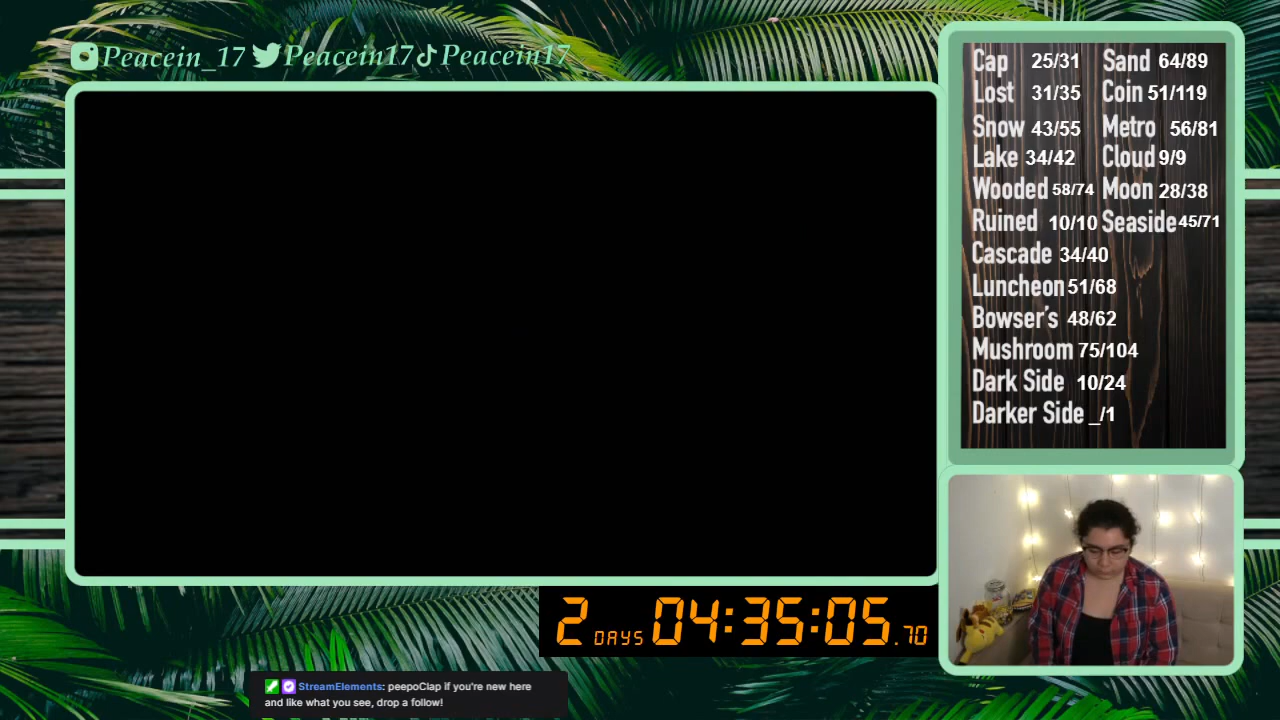 Peacein_17 Peacein17 Peacein17
Cap 25/31 Sand 64/89
Lost 31/35 Coin 51/119
Snow 43/55 Metro 56/81
Lake 34/42 Cloud 9/9
Wooded 58/74 Moon 28/38
Ruined 10/10 Seaside 45/71
Cascade 34/40
Luncheon 51/68
Bowser's 48/62
Mushroom 75/104
Dark Side 10/24
Darker Side _/1
2 DAYS 04:35:05.70
StreamElements: peepoClap if you're new here
and like what you see, drop a follow!